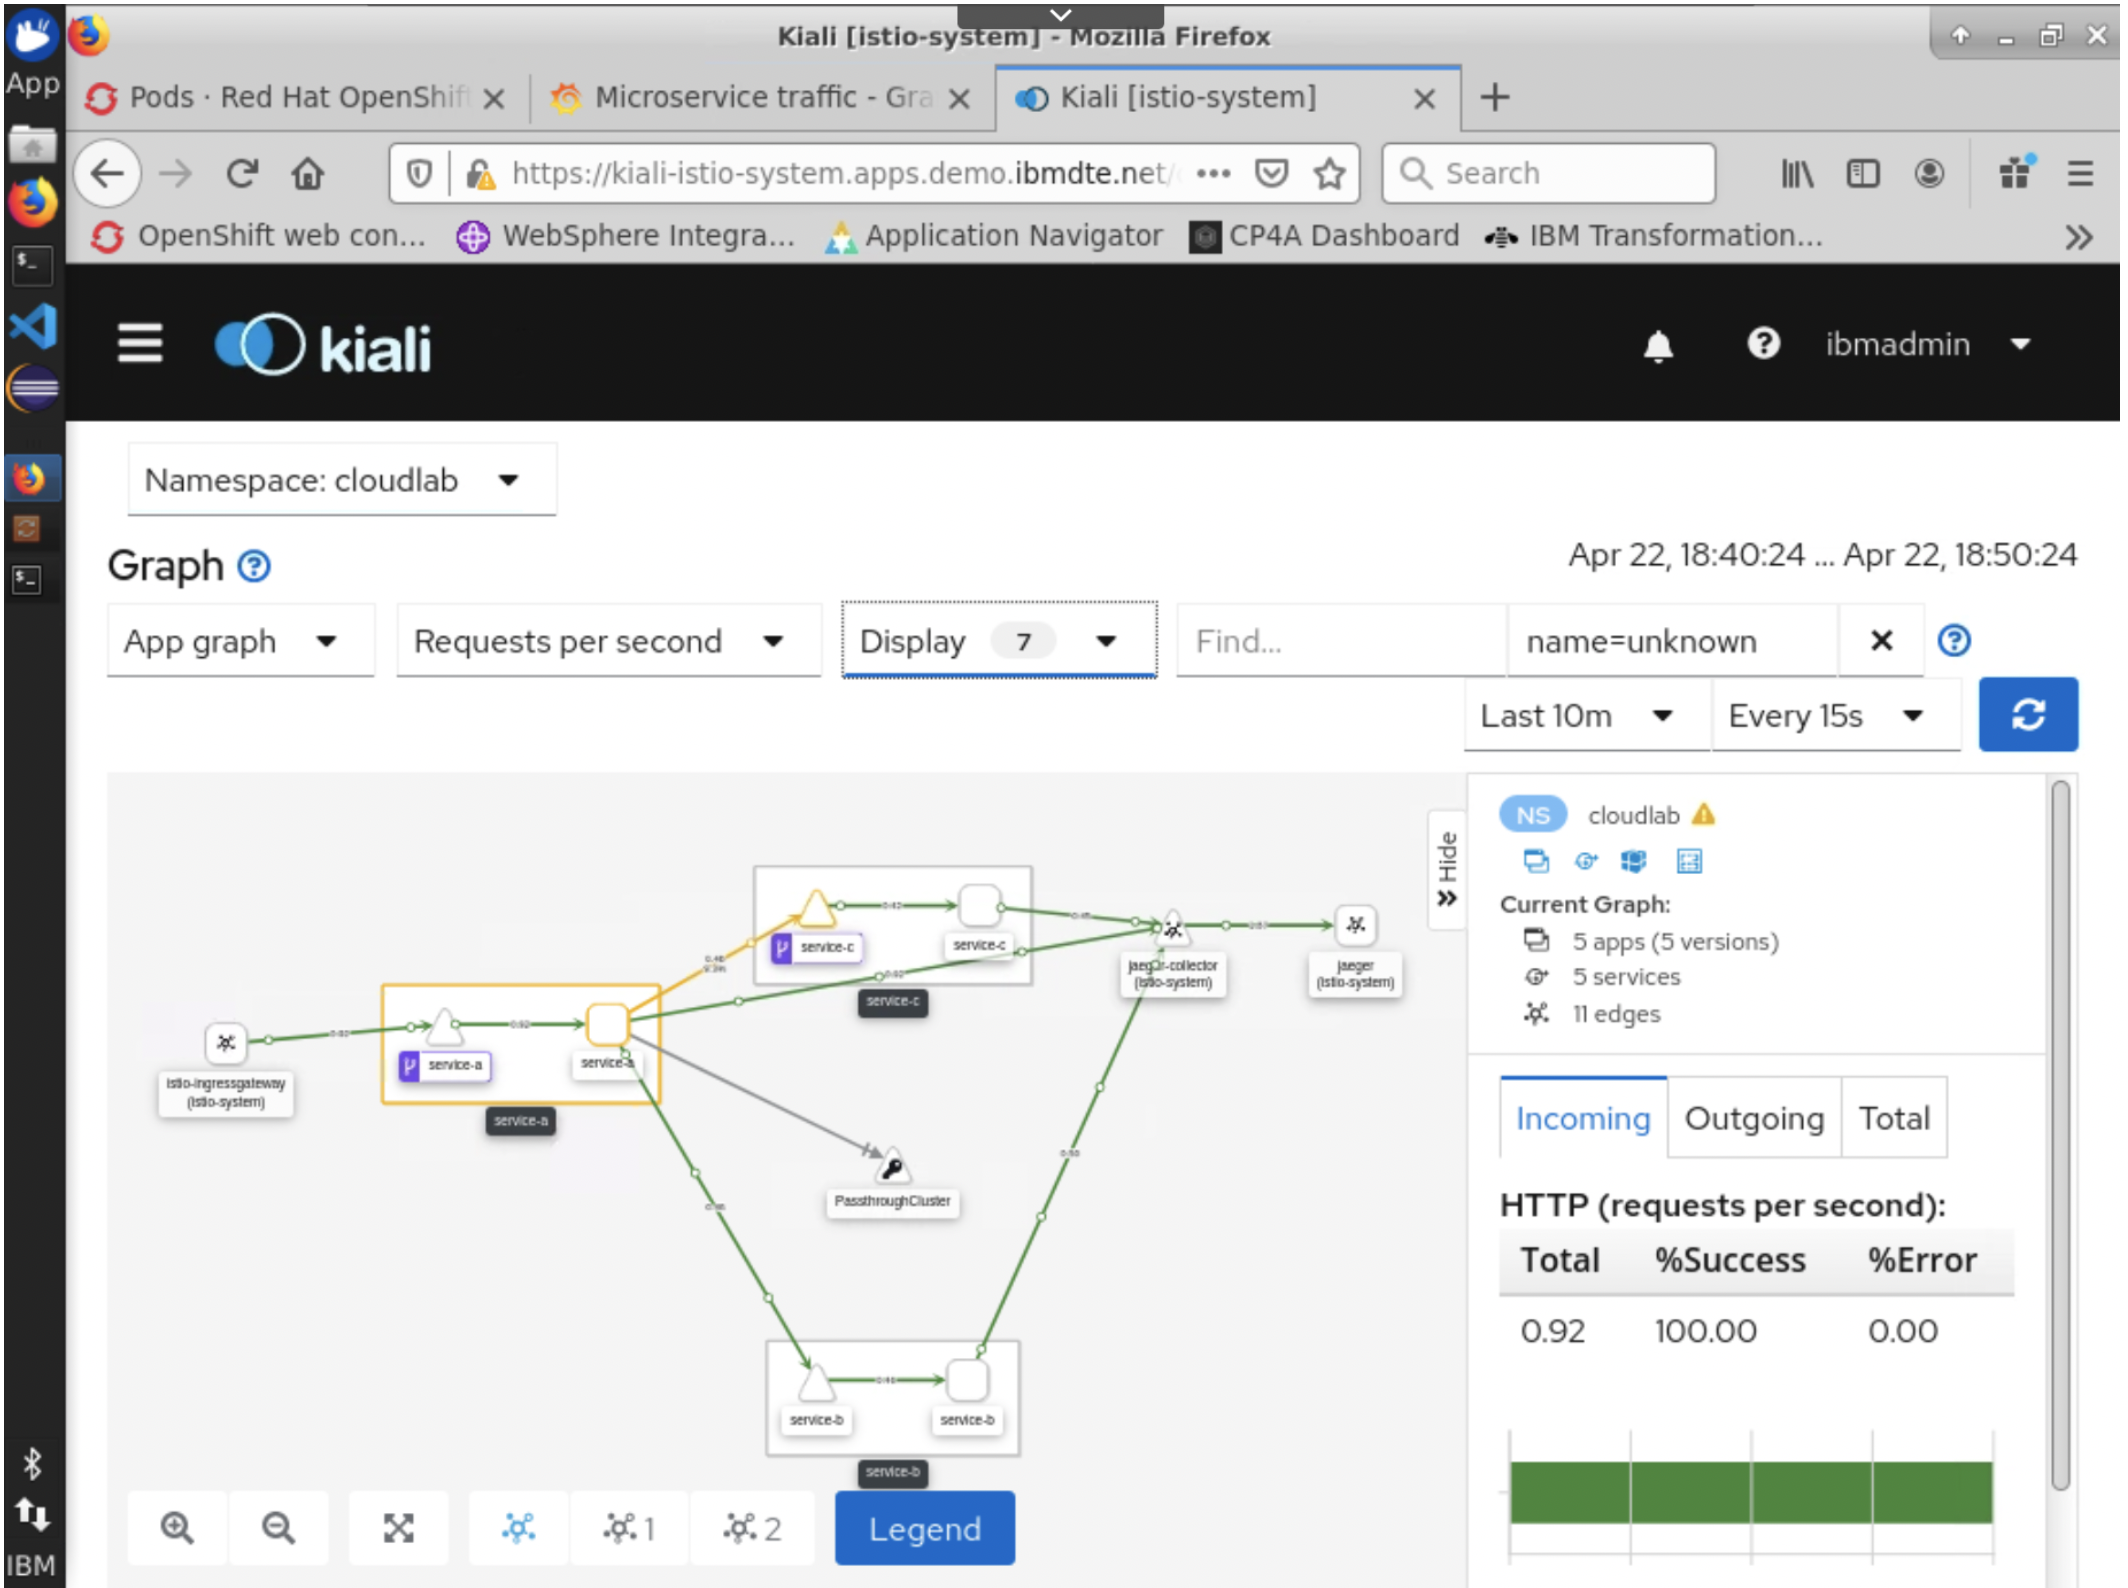 Kiali [istio-system] - Mozilla Firefox
App
Pods · Red Hat OpenShift
Microservice traffic - Gra
Kiali [istio-system]
https://kiali-istio-system.apps.demo.ibmdte.net/
Search
OpenShift web con...
WebSphere Integra...
Application Navigator
CP4A Dashboard
IBM Transformation...
kiali
ibmadmin
Namespace: cloudlab
Graph
Apr 22, 18:40:24 ... Apr 22, 18:50:24
App graph
Requests per second
Display 7
Find...
name=unknown
Last 10m
Every 15s
Hide
NS cloudlab
Current Graph:
5 apps (5 versions)
5 services
11 edges
Incoming
Outgoing
Total
HTTP (requests per second):
Total %Success %Error
0.92 100.00 0.00
service-c
service-c
service-c
jaeger-collector
(istio-system)
jaeger
(istio-system)
istio-ingressgateway
(istio-system)
service-a
service-a
service-a
PassthroughCluster
service-b
service-b
service-b
1
2
Legend
IBM